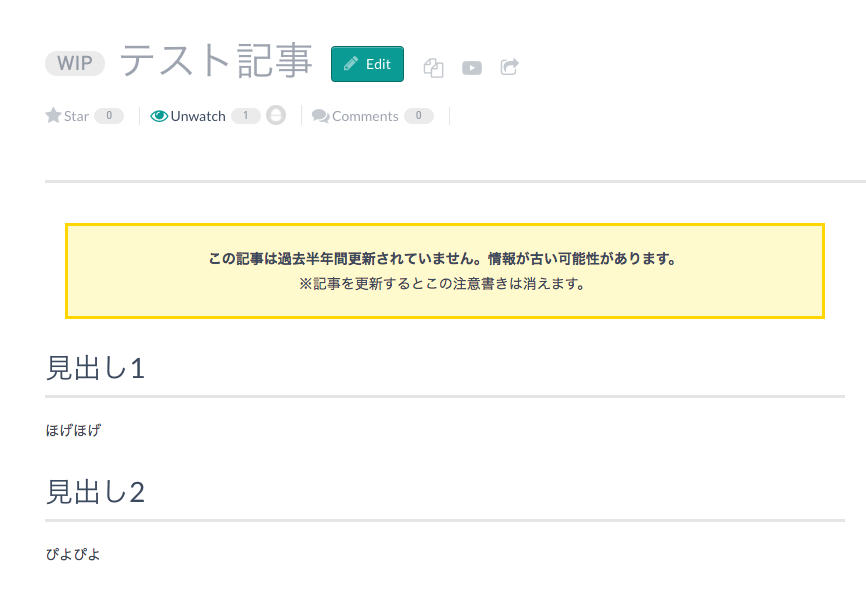 WIP テスト記事 Edit
Star 0 Unwatch 1 Comments 0
この記事は過去半年間更新されていません。情報が古い可能性があります。
※記事を更新するとこの注意書きは消えます。
見出し1
ほげほげ
見出し2
ぴよぴよ